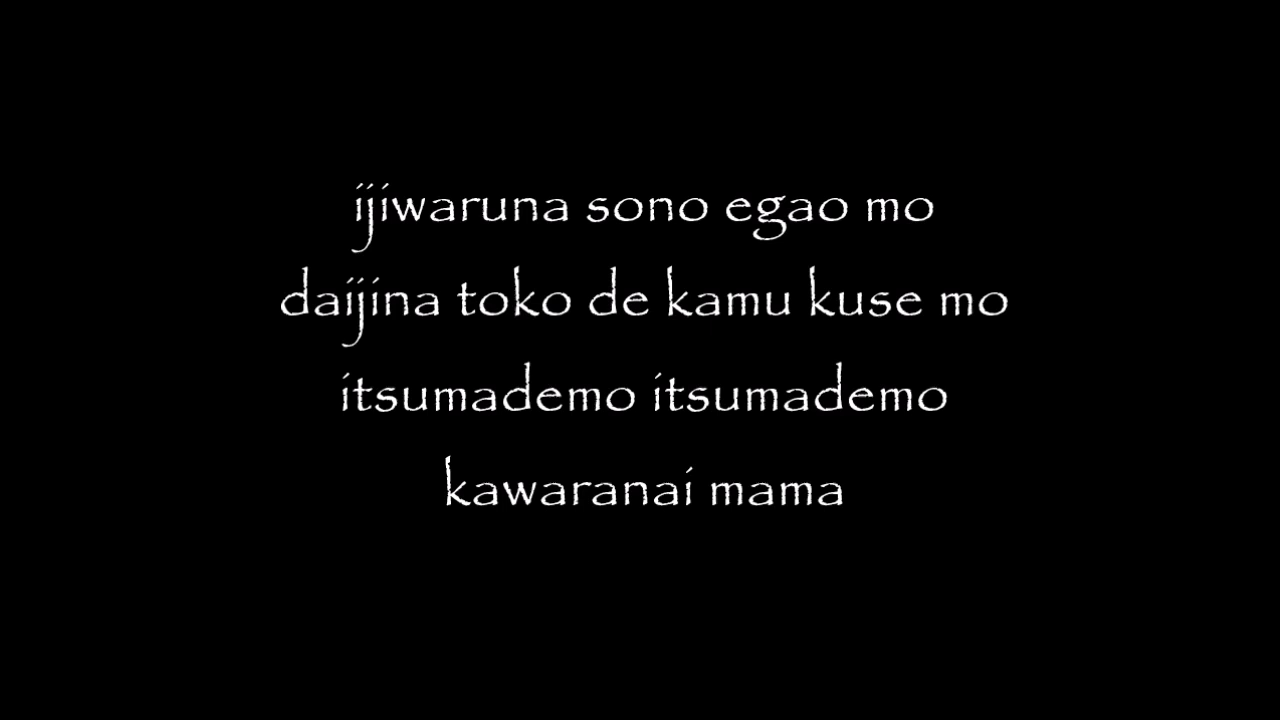 ijiwaruna sono egao mo
daijina toko de kamu kuse mo
itsumademo itsumademo
kawaranai mama